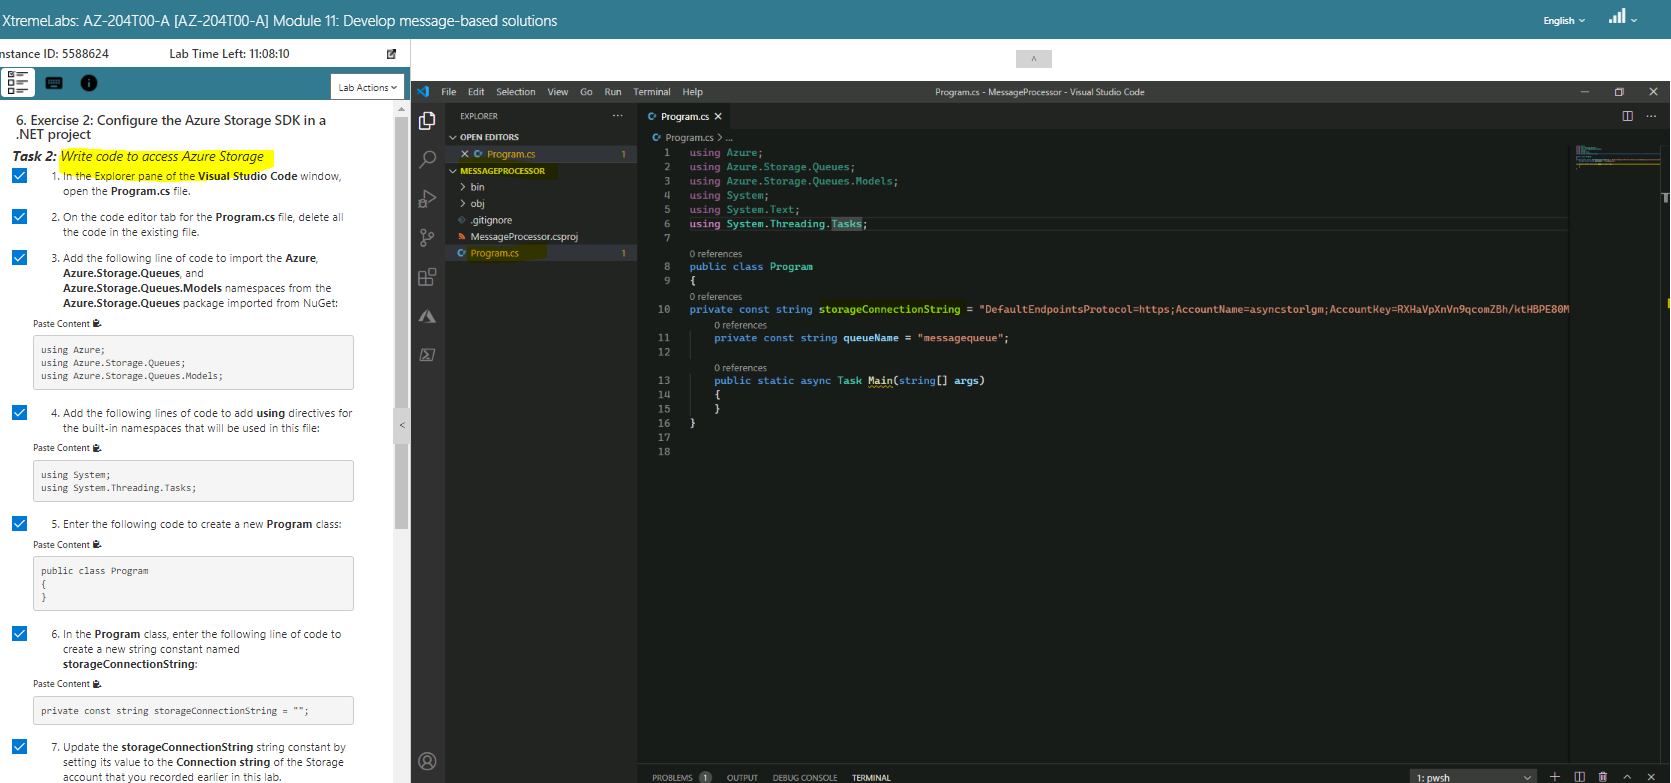 XtremeLabs: AZ-204T00-A [AZ-204T00-A] Module 11: Develop message-based solutions
English
nstance ID: 5588624
Lab Time Left: 11:08:10
Lab Actions
6. Exercise 2: Configure the Azure Storage SDK in a
.NET project
Task 2: Write code to access Azure Storage
1. In the Explorer pane of the Visual Studio Code window,
open the Program.cs file.
2. On the code editor tab for the Program.cs file, delete all
the code in the existing file.
3. Add the following line of code to import the Azure,
Azure.Storage.Queues, and
Azure.Storage.Queues.Models namespaces from the
Azure.Storage.Queues package imported from NuGet:
Paste Content
using Azure;
using Azure.Storage.Queues;
using Azure.Storage.Queues.Models;
4. Add the following lines of code to add using directives for
the built-in namespaces that will be used in this file:
Paste Content
using System;
using System.Threading.Tasks;
5. Enter the following code to create a new Program class:
Paste Content
public class Program
{
}
6. In the Program class, enter the following line of code to
create a new string constant named
storageConnectionString:
Paste Content
private const string storageConnectionString = "";
7. Update the storageConnectionString string constant by
setting its value to the Connection string of the Storage
account that you recorded earlier in this lab.
File Edit Selection View Go Run Terminal Help
Program.cs - MessageProcessor - Visual Studio Code
EXPLORER
OPEN EDITORS
Program.cs 1
MESSAGEPROCESSOR
bin
obj
.gitignore
MessageProcessor.csproj
Program.cs 1
Program.cs
Program.cs > ...
1 using Azure;
2 using Azure.Storage.Queues;
3 using Azure.Storage.Queues.Models;
4 using System;
5 using System.Text;
6 using System.Threading.Tasks;
7
0 references
8 public class Program
9 {
0 references
10 private const string storageConnectionString = "DefaultEndpointsProtocol=https;AccountName=asyncstorlgm;AccountKey=RXHaVpXnVn9qcomZBh/ktHBPE80M
0 references
11 private const string queueName = "messagequeue";
12
0 references
13 public static async Task Main(string[] args)
14 {
15 }
16 }
17
18
PROBLEMS 1 OUTPUT DEBUG CONSOLE TERMINAL
1: pwsh